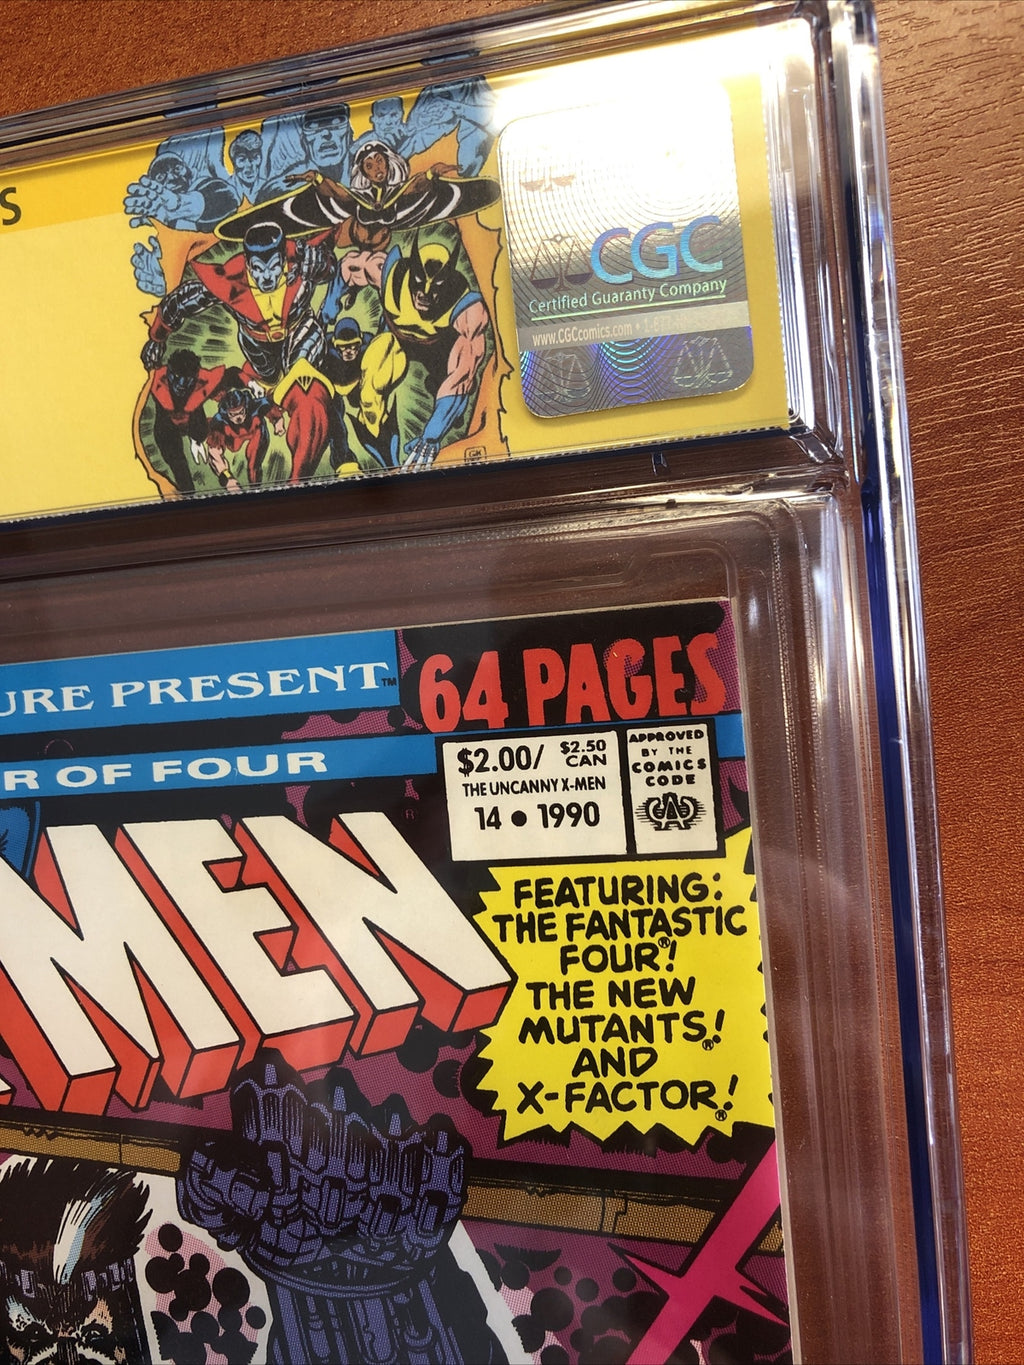 S
CGC
Certified Guaranty Company
www.CGCcomics.com
URE PRESENT™
64 PAGES
R OF FOUR
$2.00/ $2.50
CAN
THE UNCANNY X-MEN
14 • 1990
APPROVED
BY THE
COMICS
CODE
MEN
®
FEATURING:
THE FANTASTIC
FOUR®!
THE NEW
MUTANTS®!
AND
X-FACTOR®!